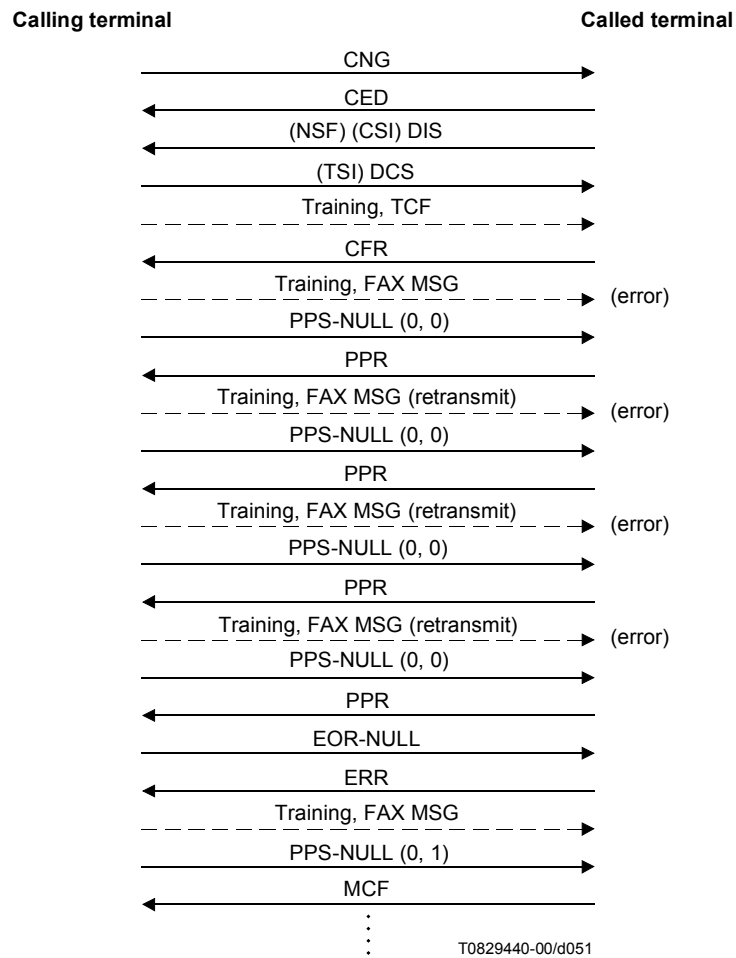 Calling terminal Called terminal
CNG
CED
(NSF) (CSI) DIS
(TSI) DCS
Training, TCF
CFR
Training, FAX MSG (error)
PPS-NULL (0, 0)
PPR
Training, FAX MSG (retransmit) (error)
PPS-NULL (0, 0)
PPR
Training, FAX MSG (retransmit) (error)
PPS-NULL (0, 0)
PPR
Training, FAX MSG (retransmit) (error)
PPS-NULL (0, 0)
PPR
EOR-NULL
ERR
Training, FAX MSG
PPS-NULL (0, 1)
MCF
T0829440-00/d051